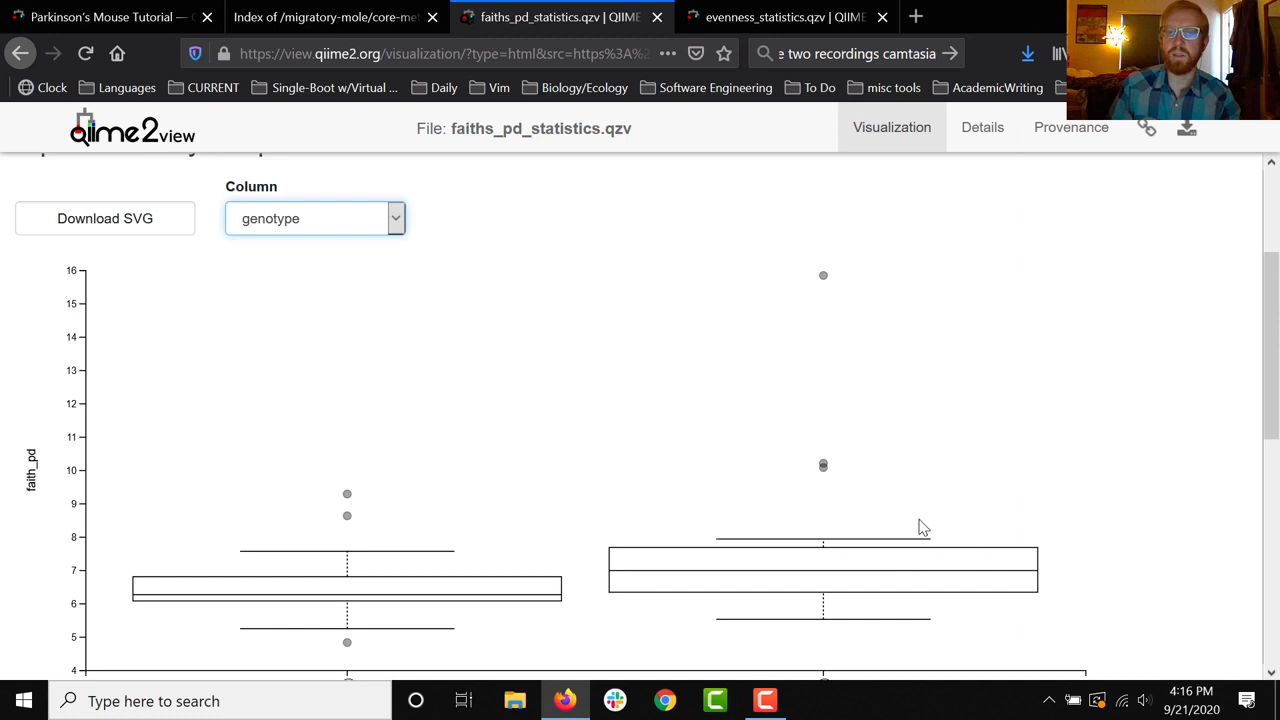 Parkinson's Mouse Tutorial —
Index of /migratory-mole/core-met
faiths_pd_statistics.qzv | QIIME
evenness_statistics.qzv | QIIME
https://view.qiime2.org/visualization/?type=html&src=https%3A%
e two recordings camtasia
Clock
Languages
CURRENT
Single-Boot w/Virtu...
Daily
Vim
Biology/Ecology
Software Engineering
To Do
misc tools
AcademicWriting
qiime2view
File: faiths_pd_statistics.qzv
Visualization
Details
Provenance
Column
Download SVG
genotype
16
15
14
13
12
11
10
9
8
7
6
5
4
faith_pd
Type here to search
4:16 PM
9/21/2020